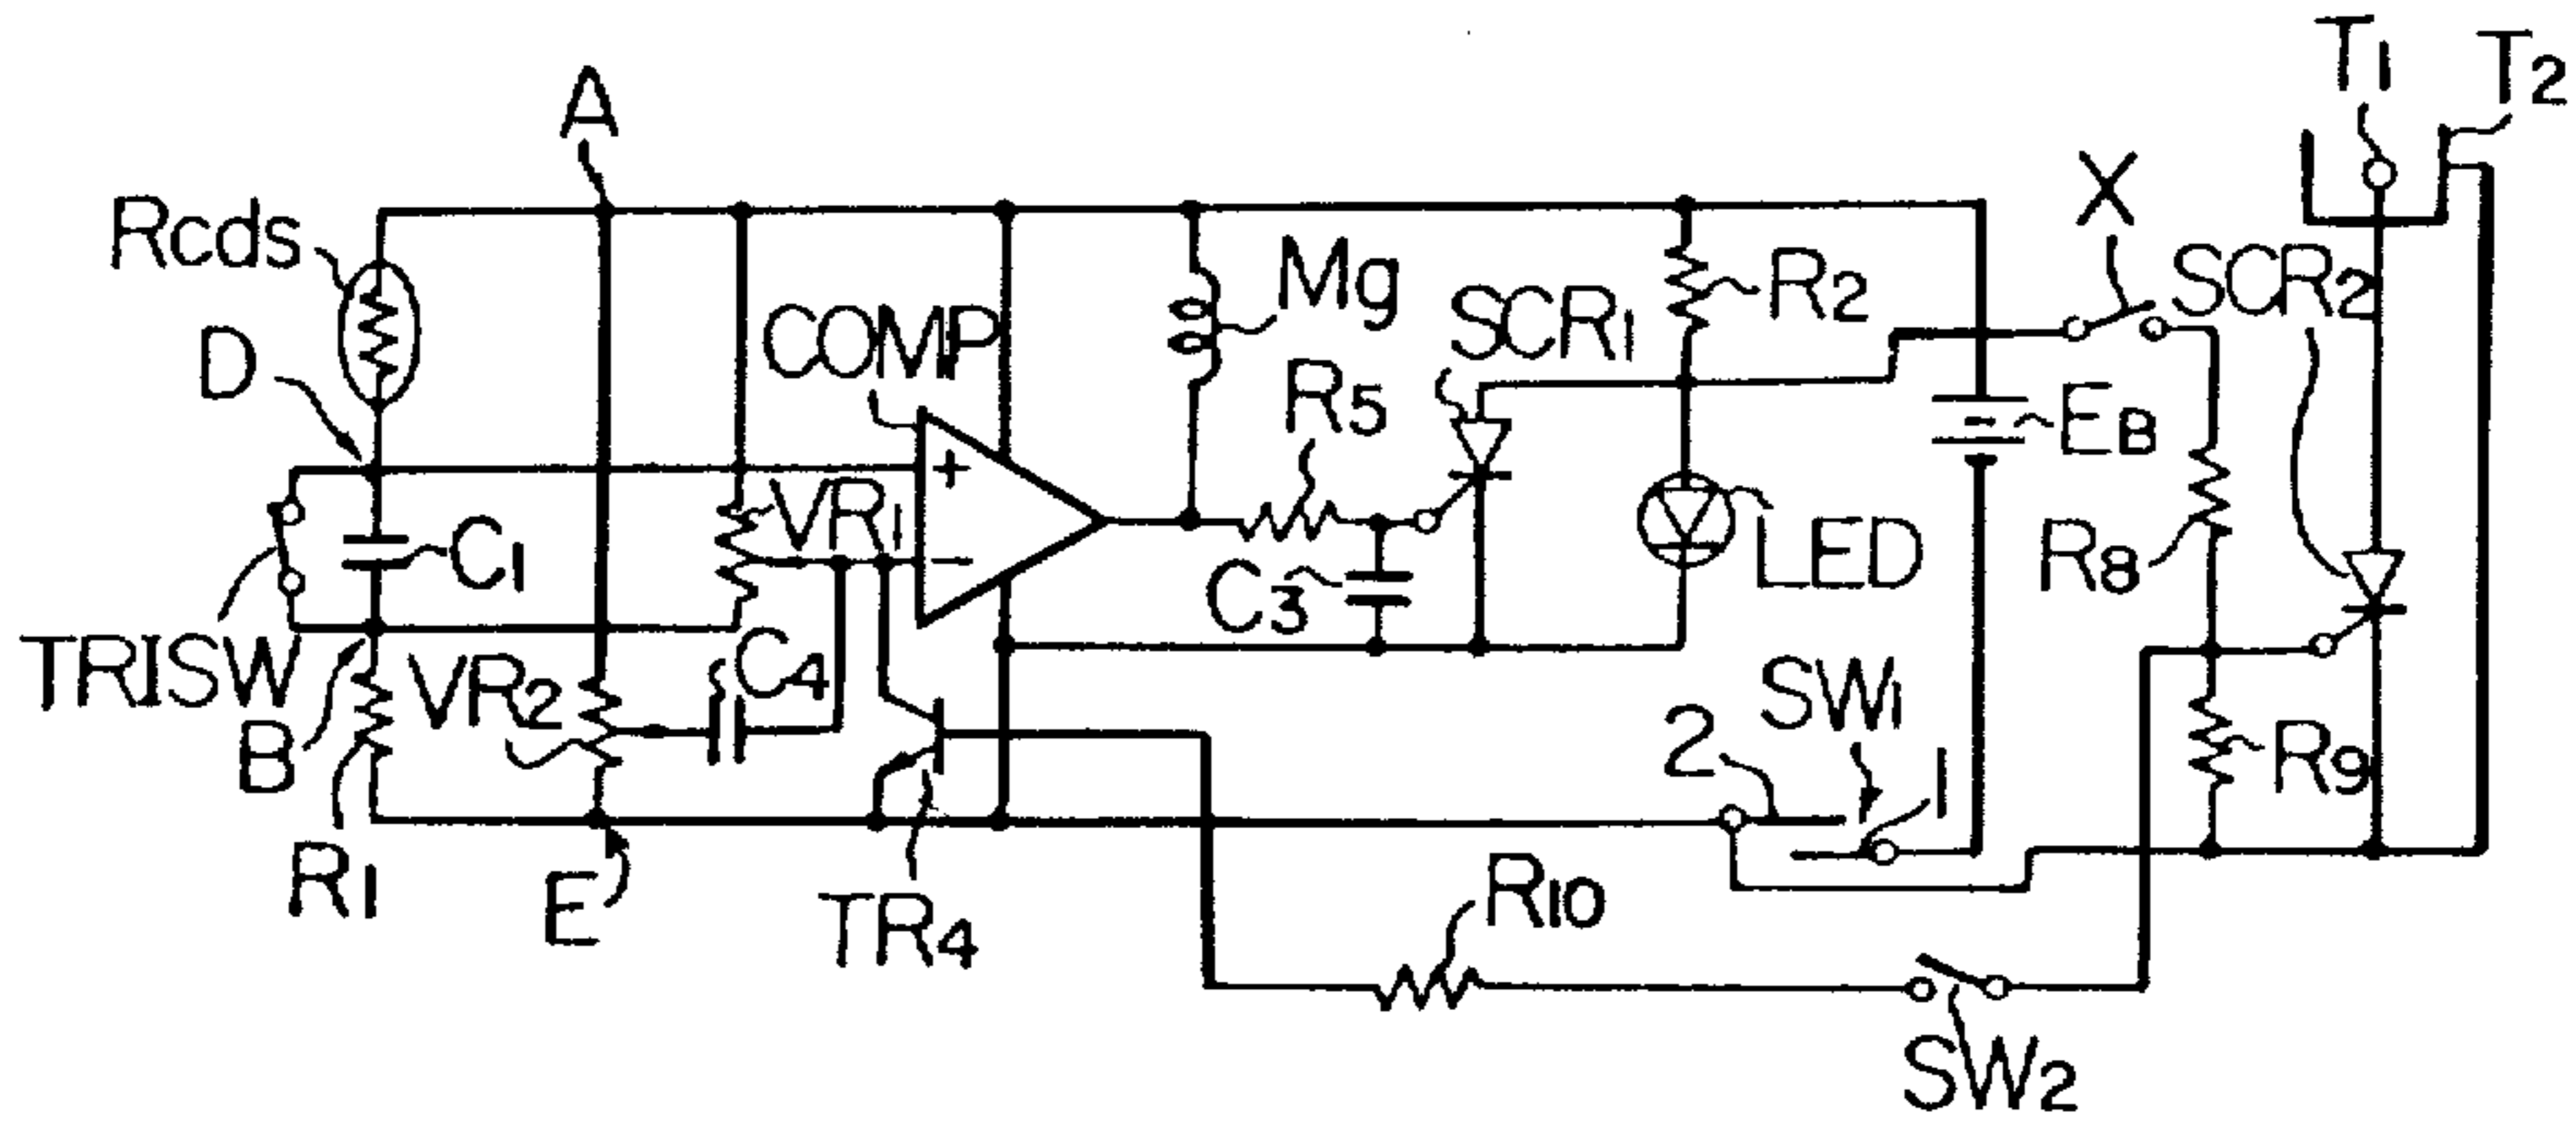 T1
T2
A
X
Rcds
Mg
R2
SCR2
COMP
SCR1
D
R5
EB
+
VR1
LED
C1
−
R8
C3
TRISW
VR2
C4
SW1
2
1
B
R9
R1
E
TR4
R10
SW2